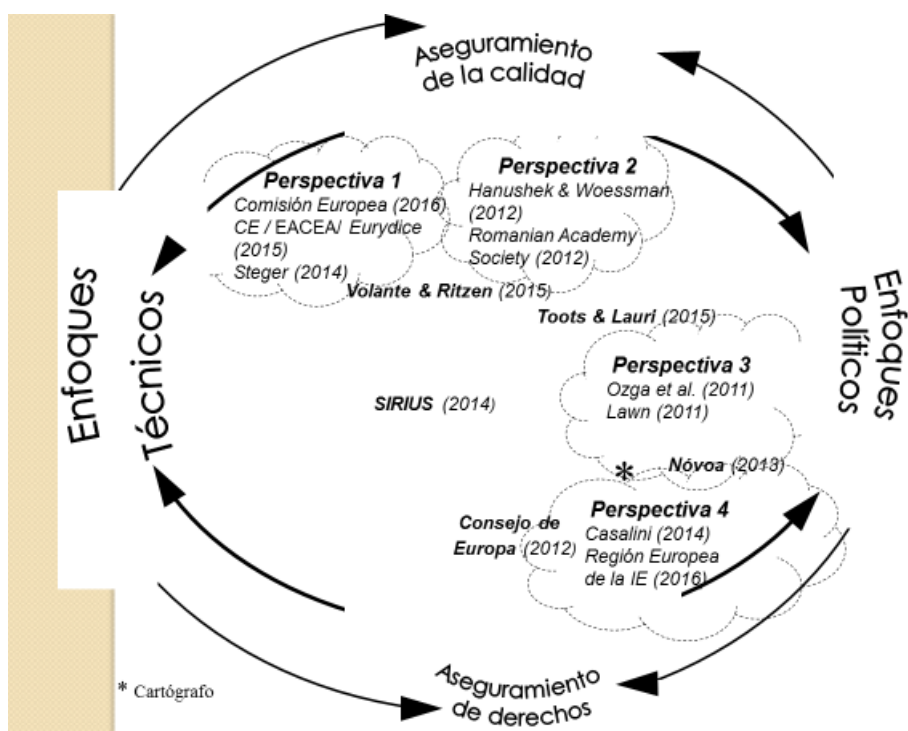 Aseguramiento
de la calidad
Enfoques
Técnicos
Perspectiva 1
Comisión Europea (2016)
CE / EACEA/ Eurydice
(2015)
Steger (2014)
Perspectiva 2
Hanushek & Woessman
(2012)
Romanian Academy
Society (2012)
Volante & Ritzen (2015)
Toots & Lauri (2015)
Enfoques
Políticos
Perspectiva 3
Ozga et al. (2011)
Lawn (2011)
SIRIUS (2014)
* Nóvoa (2013)
Consejo de
Europa (2012)
Perspectiva 4
Casalini (2014)
Región Europea
de la IE (2016)
Aseguramiento
de derechos
* Cartógrafo